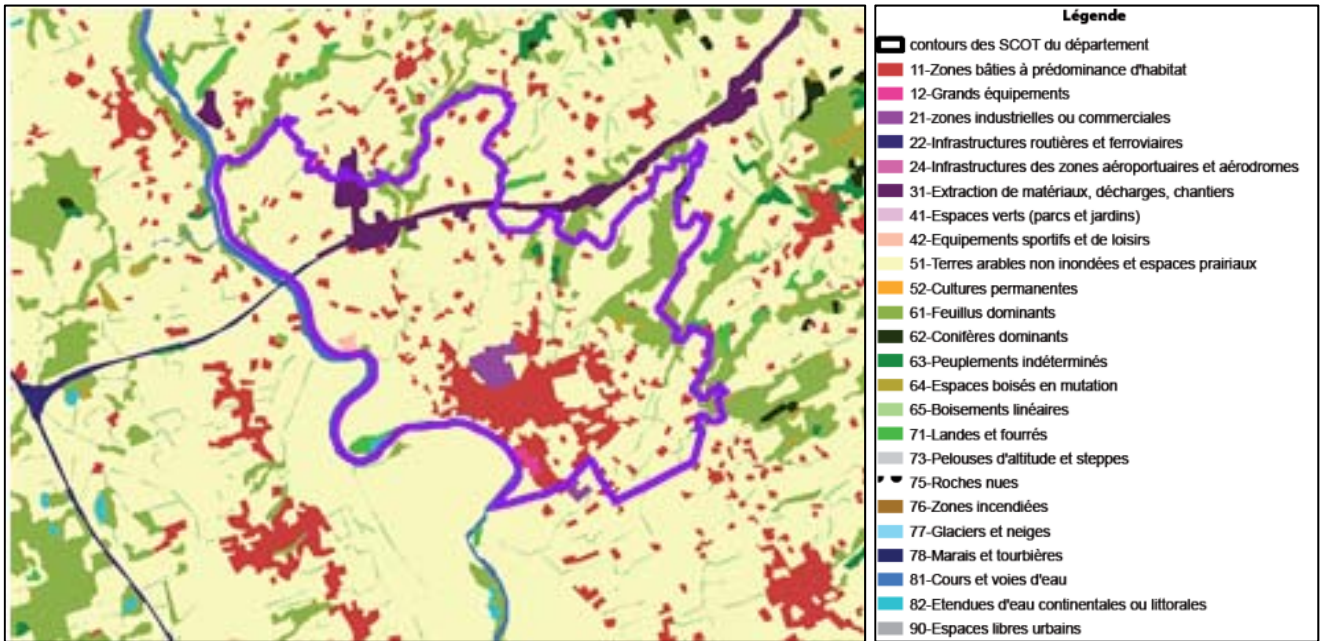 Légende
contours des SCOT du département
11-Zones bâties à prédominance d'habitat
12-Grands équipements
21-zones industrielles ou commerciales
22-Infrastructures routières et ferroviaires
24-Infrastructures des zones aéroportuaires et aérodromes
31-Extraction de matériaux, décharges, chantiers
41-Espaces verts (parcs et jardins)
42-Equipements sportifs et de loisirs
51-Terres arables non inondées et espaces prairiaux
52-Cultures permanentes
61-Feuillus dominants
62-Conifères dominants
63-Peuplements indéterminés
64-Espaces boisés en mutation
65-Boisements linéaires
71-Landes et fourrés
73-Pelouses d'altitude et steppes
75-Roches nues
76-Zones incendiées
77-Glaciers et neiges
78-Marais et tourbières
81-Cours et voies d'eau
82-Etendues d'eau continentales ou littorales
90-Espaces libres urbains